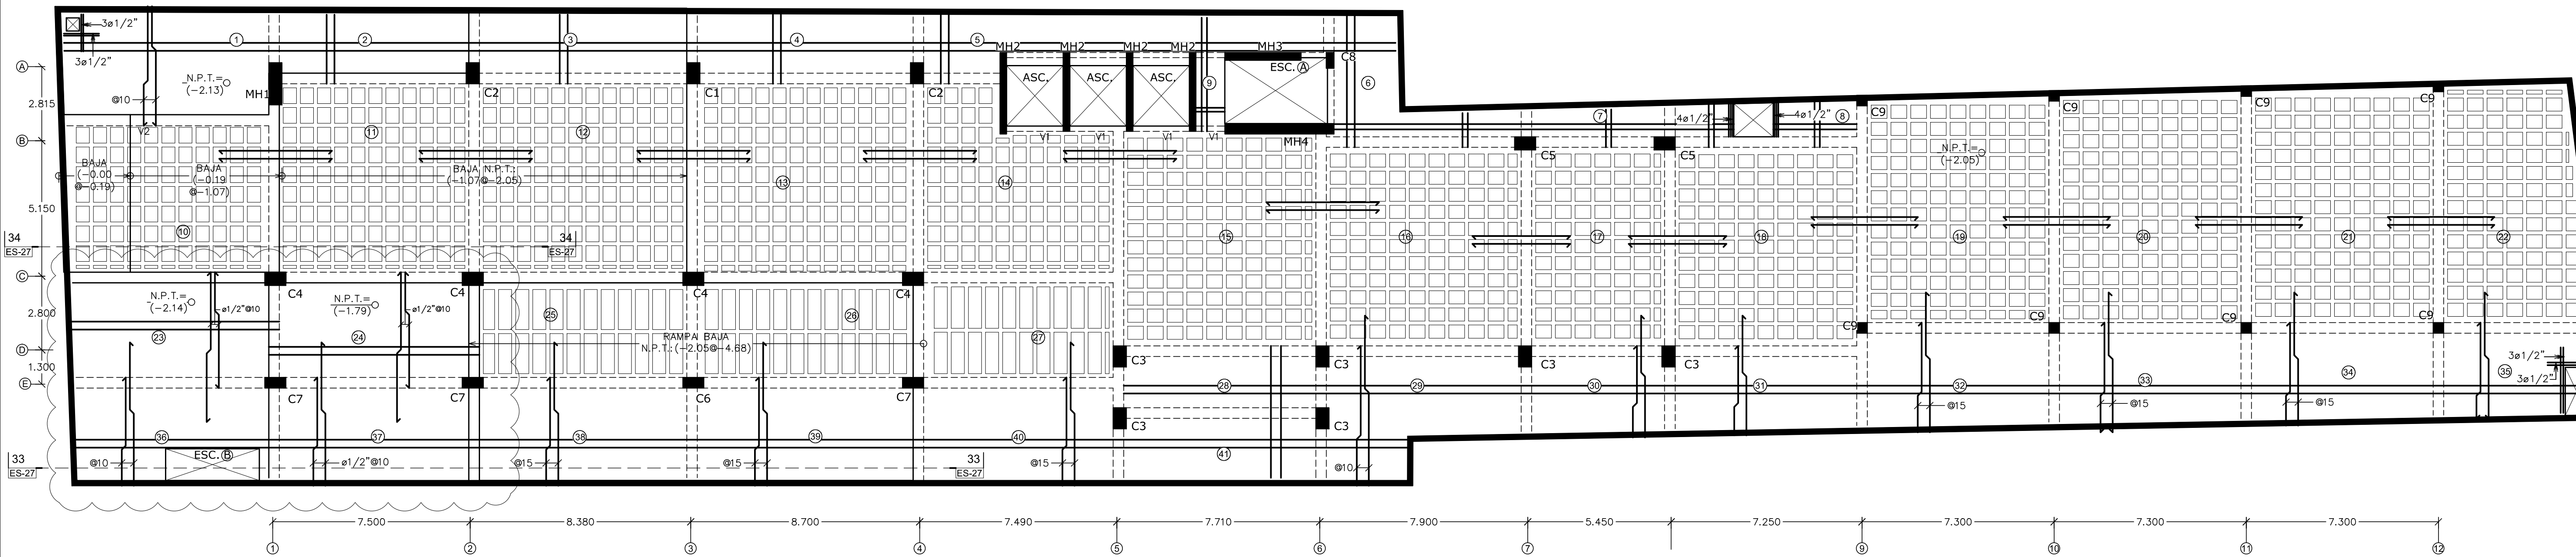 3ø1/2"
3ø1/2"
1
2
3
4
5
MH2
MH2
MH2
MH2
MH3
ESC. A
C8
A
N.P.T.=
(-2.13)
MH1
C2
C1
C2
ASC.
ASC.
ASC.
9
6
2.815
@10
V2
11
12
V1
V1
V1
V1
MH4
7
4ø1/2"
4ø1/2"
8
C9
C9
C9
C9
B
BAJA
(-0.00
@-0.19)
BAJA
(-0.19
@-1.07)
BAJA N.P.T.:
(-1.07@-2.05)
13
14
C5
C5
N.P.T.=
(-2.05)
5.150
10
34
ES-27
34
ES-27
15
16
17
18
19
20
21
22
C
N.P.T.=
(-2.14)
C4
N.P.T.=
(-1.79)
C4
C4
C4
2.800
ø1/2"@10
ø1/2"@10
23
24
25
26
27
RAMPA BAJA
N.P.T.:(-2.05@-4.68)
C9
C9
C9
C9
D
1.300
E
C3
C3
C3
C3
3ø1/2"
3ø1/2"
C7
C7
C6
C7
28
29
30
31
32
33
34
35
@15
@15
@15
C3
C3
36
37
38
39
40
41
ESC. B
33
ES-27
33
ES-27
@10
ø1/2"@10
@15
@15
@15
@10
7.500
8.380
8.700
7.490
7.710
7.900
5.450
7.250
7.300
7.300
7.300
1
2
3
4
5
6
7
9
10
11
12